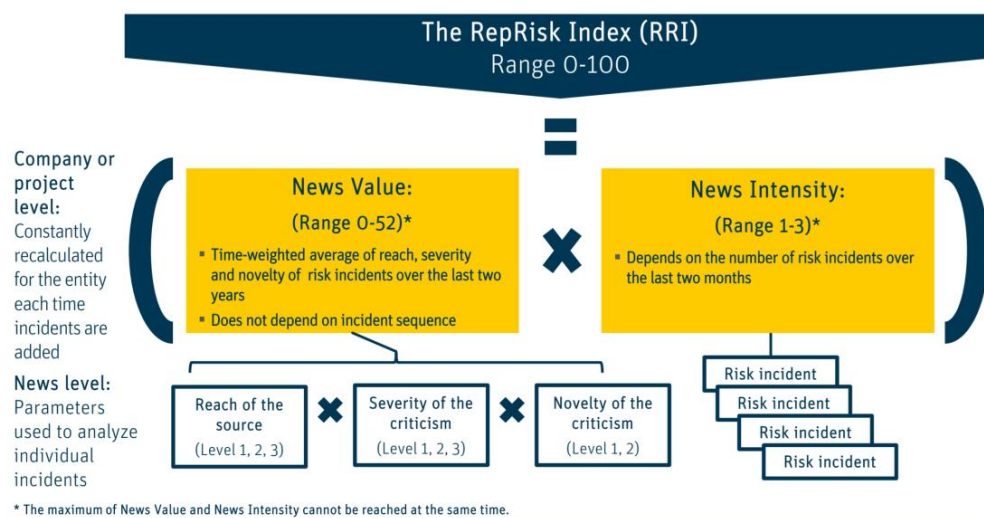 The RepRisk Index (RRI)
Range 0-100
Company or
project
level:
Constantly
recalculated
for the entity
each time
incidents are
added
News Value:
(Range 0-52)*
▪ Time-weighted average of reach, severity
and novelty of risk incidents over the last two
years
▪ Does not depend on incident sequence
News Intensity:
(Range 1-3)*
▪ Depends on the number of risk incidents over
the last two months
News level:
Parameters
used to analyze
individual
incidents
Reach of the
source
(Level 1, 2, 3)
Severity of the
criticism
(Level 1, 2, 3)
Novelty of the
criticism
(Level 1, 2)
Risk incident
Risk incident
Risk incident
Risk incident
* The maximum of News Value and News Intensity cannot be reached at the same time.